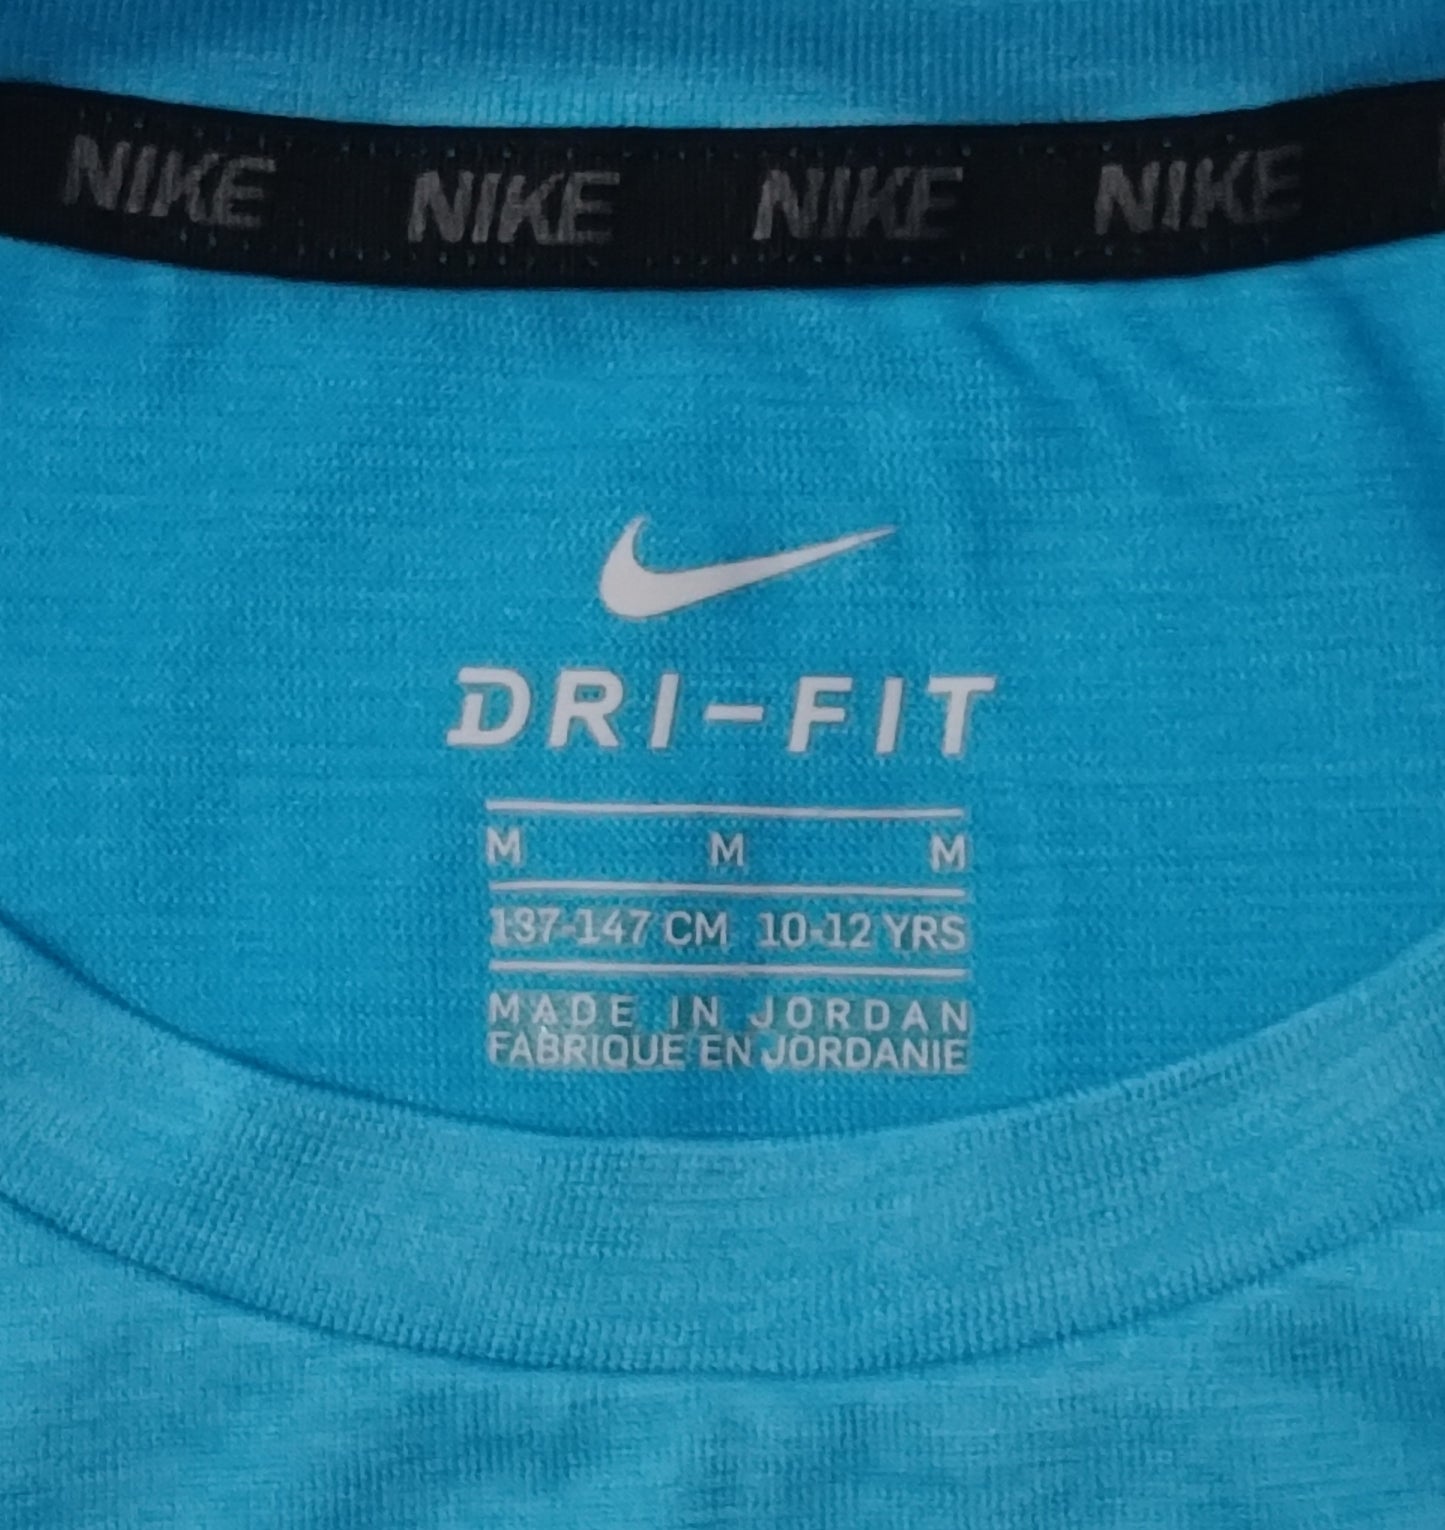 NIKE NIKE NIKE NIKE
DRI-FIT
M M M
137-147 CM 10-12 YRS
MADE IN JORDAN
FABRIQUE EN JORDANIE